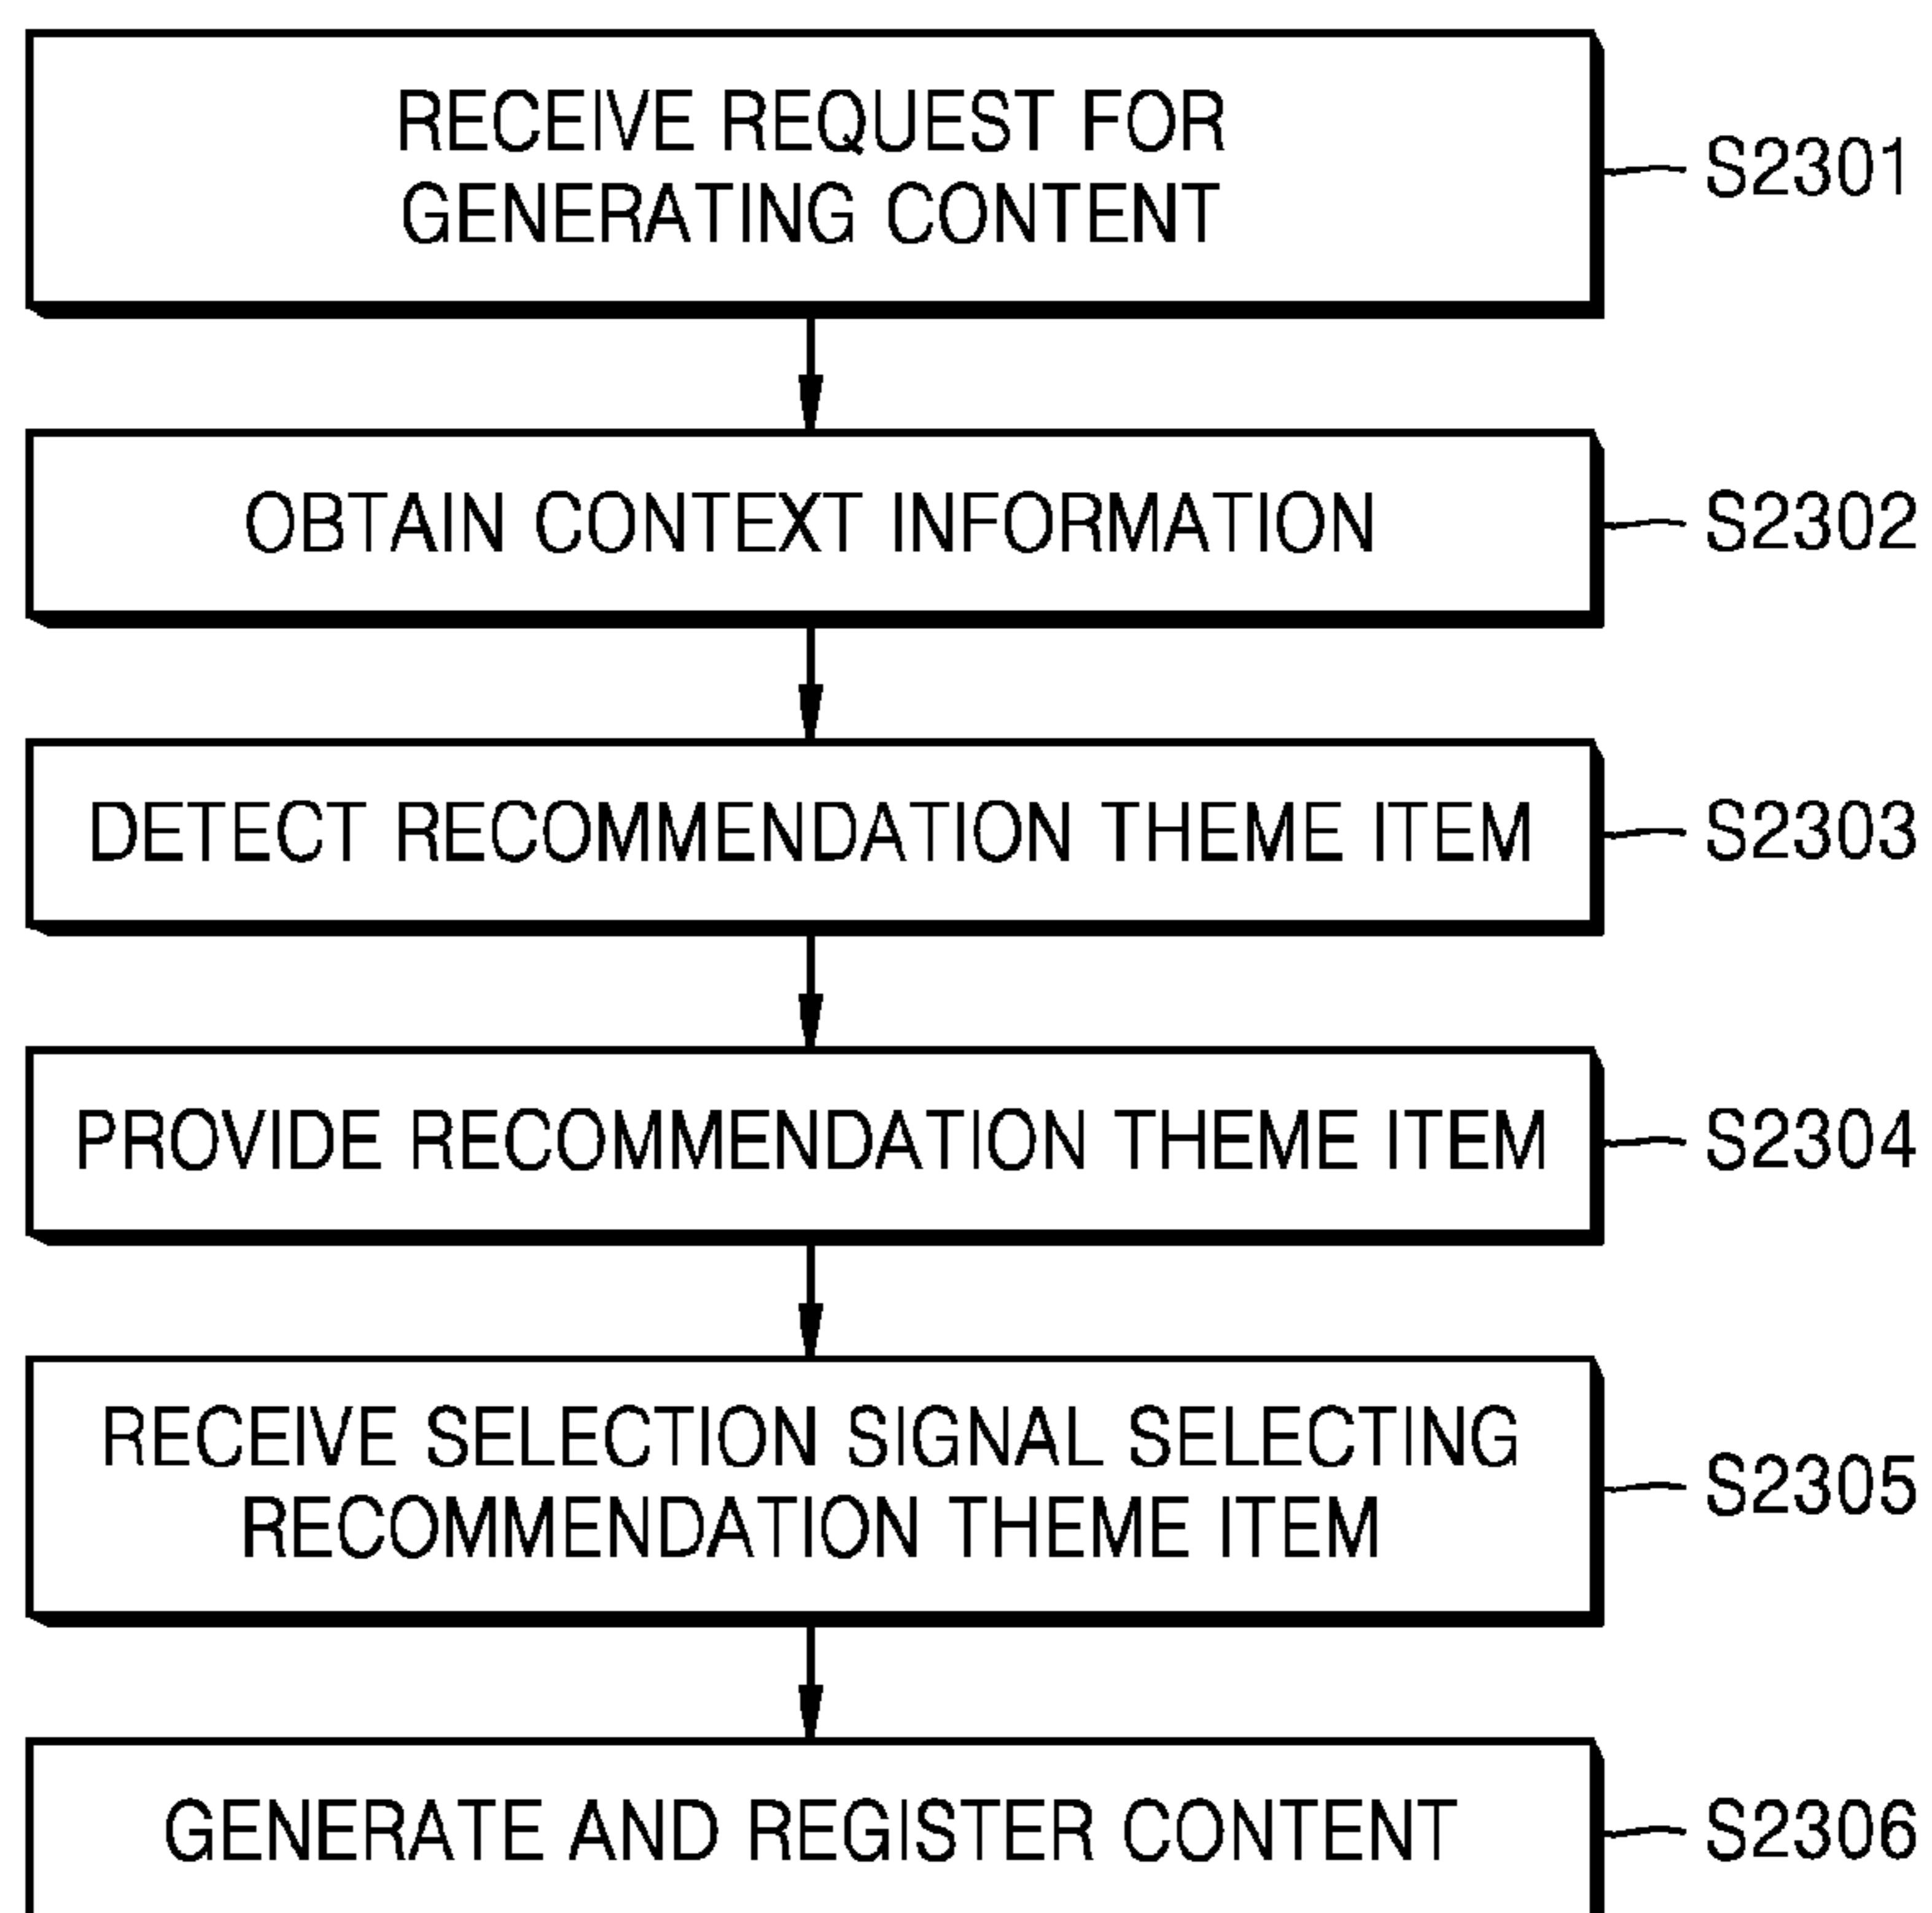 RECEIVE REQUEST FOR
GENERATING CONTENT
S2301
OBTAIN CONTEXT INFORMATION
S2302
DETECT RECOMMENDATION THEME ITEM
S2303
PROVIDE RECOMMENDATION THEME ITEM
S2304
RECEIVE SELECTION SIGNAL SELECTING
RECOMMENDATION THEME ITEM
S2305
GENERATE AND REGISTER CONTENT
S2306